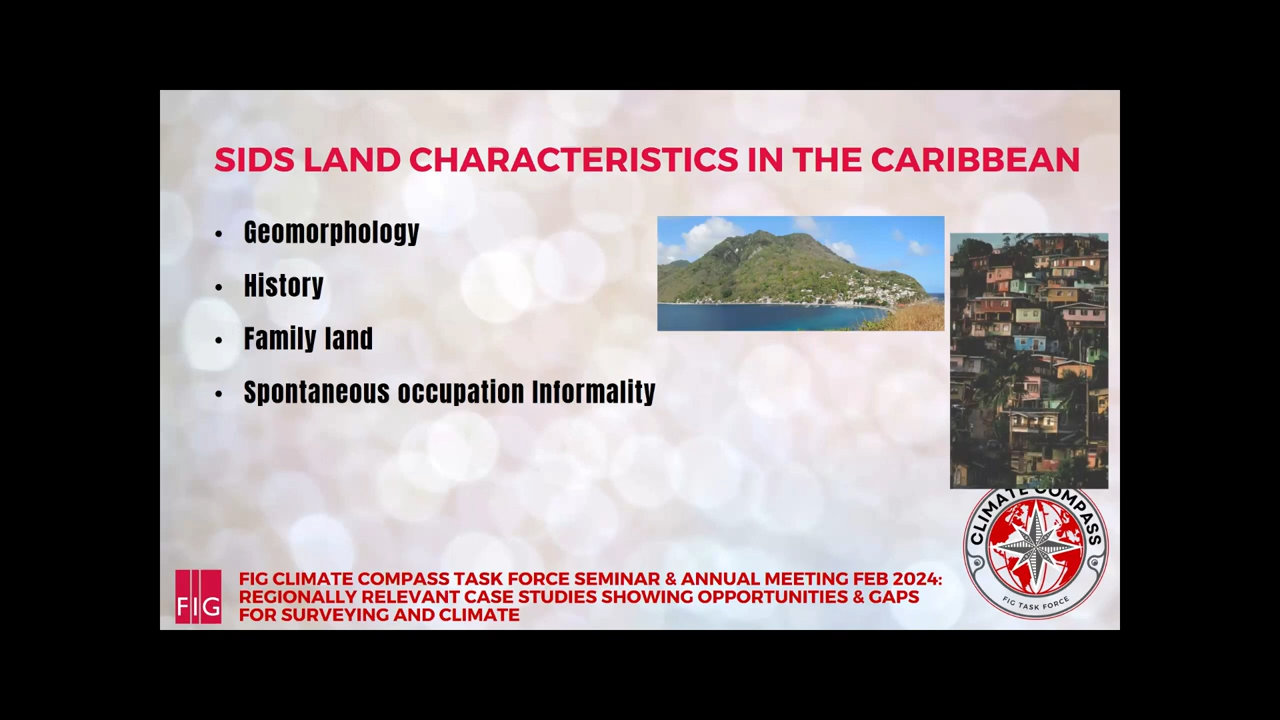 SIDS LAND CHARACTERISTICS IN THE CARIBBEAN
• Geomorphology
• History
• Family land
• Spontaneous occupation Informality
CLIMATE COMPASS
FIG TASK FORCE
FIG
FIG CLIMATE COMPASS TASK FORCE SEMINAR & ANNUAL MEETING FEB 2024:
REGIONALLY RELEVANT CASE STUDIES SHOWING OPPORTUNITIES & GAPS
FOR SURVEYING AND CLIMATE